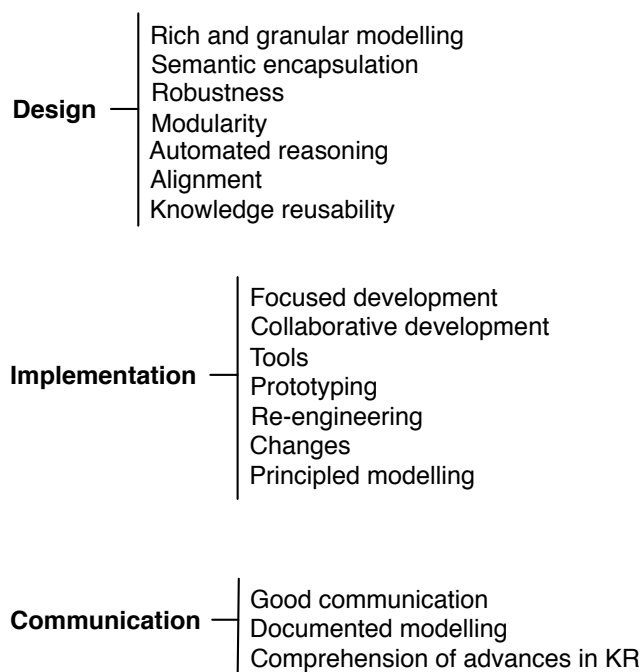 Design
Rich and granular modelling
Semantic encapsulation
Robustness
Modularity
Automated reasoning
Alignment
Knowledge reusability
Implementation
Focused development
Collaborative development
Tools
Prototyping
Re-engineering
Changes
Principled modelling
Communication
Good communication
Documented modelling
Comprehension of advances in KR